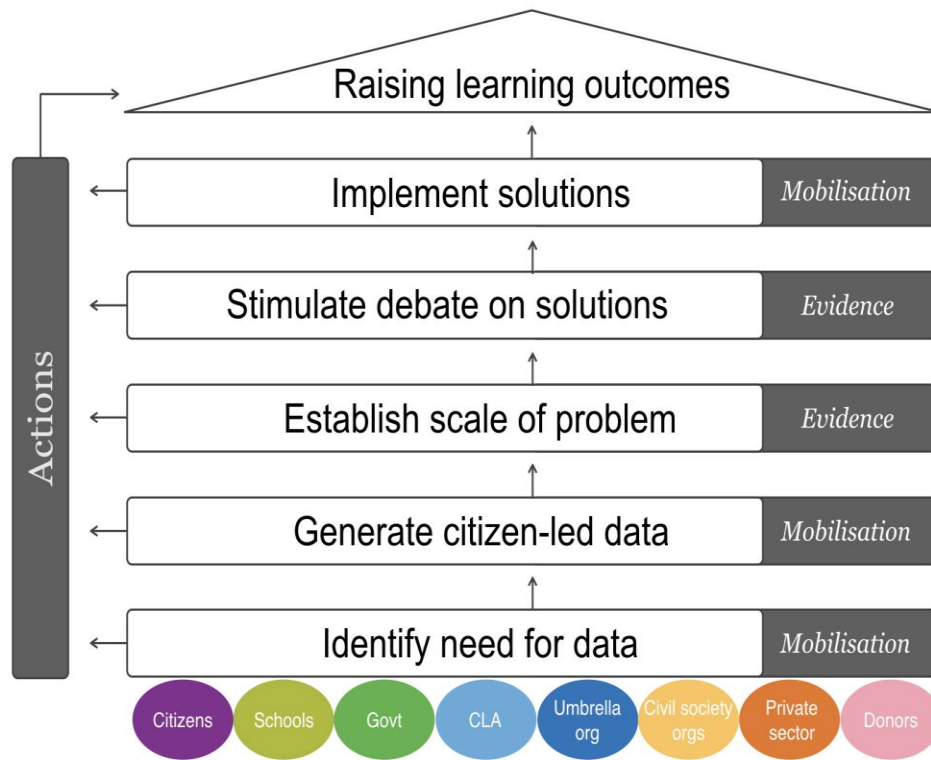 Raising learning outcomes
Implement solutions
Mobilisation
Stimulate debate on solutions
Evidence
Establish scale of problem
Evidence
Generate citizen-led data
Mobilisation
Identify need for data
Mobilisation
Actions
Citizens
Schools
Govt
CLA
Umbrella
org
Civil society
orgs
Private
sector
Donors